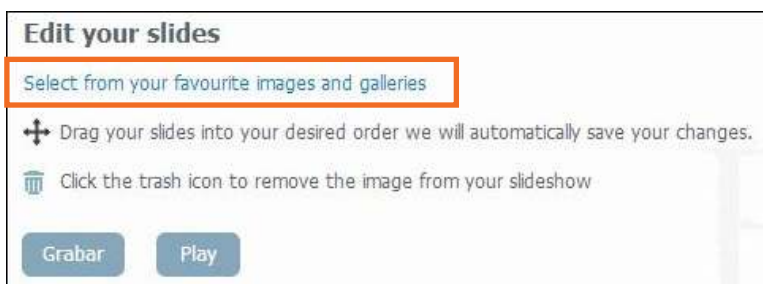 Edit your slides
Select from your favourite images and galleries
Drag your slides into your desired order we will automatically save your changes.
Click the trash icon to remove the image from your slideshow
Grabar Play